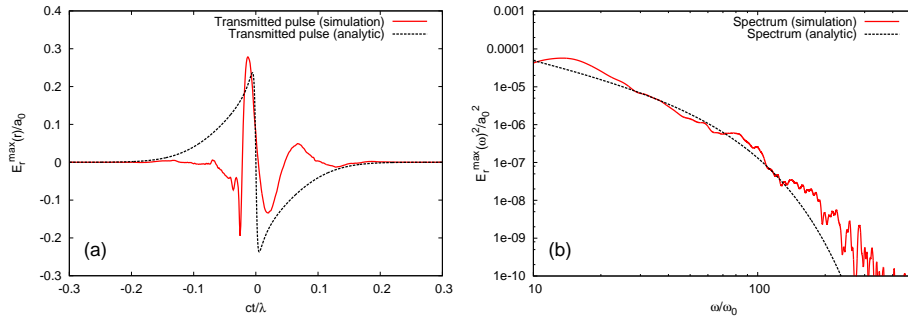 Transmitted pulse (simulation)
Transmitted pulse (analytic)
E_r^max(r)/a_0
0.4
0.3
0.2
0.1
0
-0.1
-0.2
-0.3
(a)
-0.3
-0.2
-0.1
0
0.1
0.2
0.3
ct/λ
Spectrum (simulation)
Spectrum (analytic)
E_r^max(ω)^2/a_0^2
0.0001
1e-05
1e-06
1e-07
1e-08
1e-09
1e-10
(b)
10
100
ω/ω_0